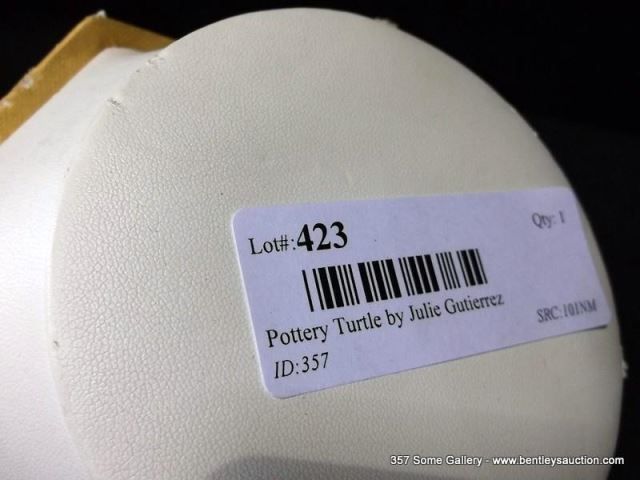 Lot#:423
Qty: 1
Pottery Turtle by Julie Gutierrez
ID:357
SRC:101NM
357 Some Gallery - www.bentleysauction.com